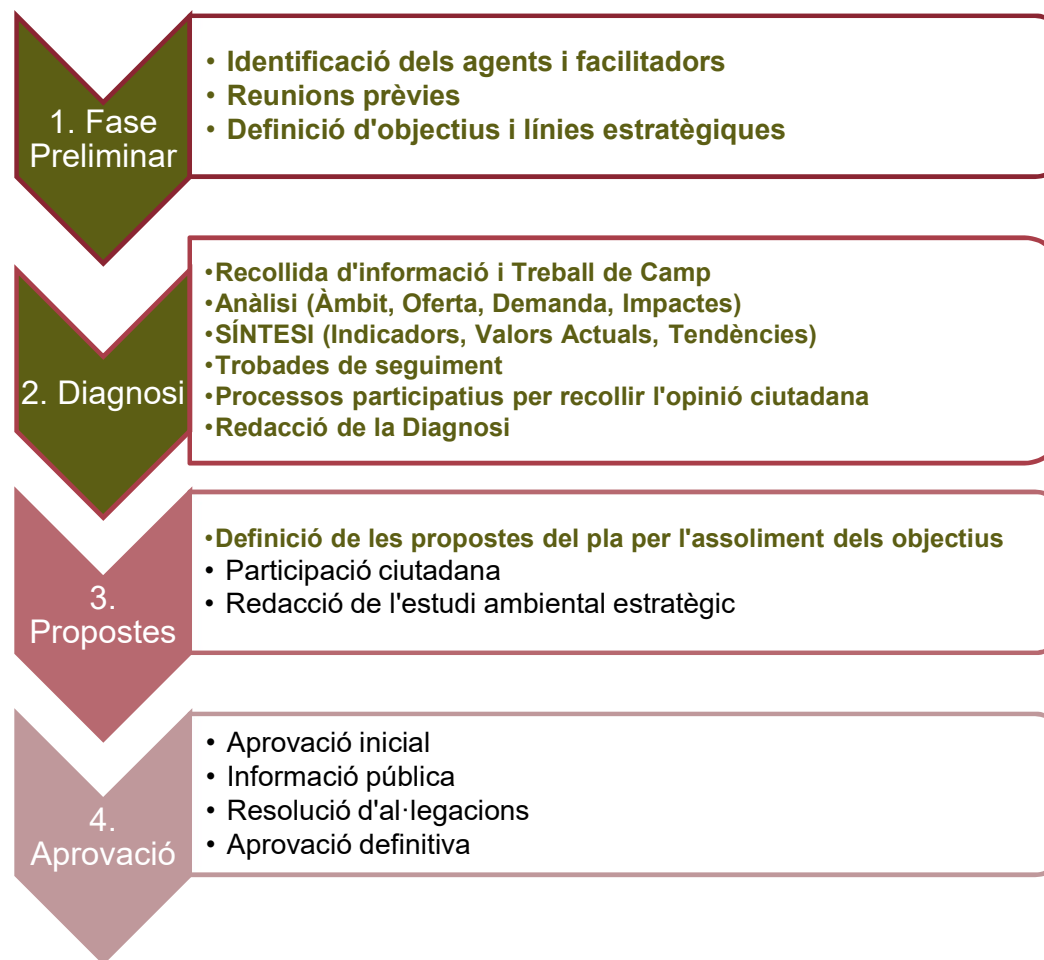 1. Fase
Preliminar
• Identificació dels agents i facilitadors
• Reunions prèvies
• Definició d'objectius i línies estratègiques
2. Diagnosi
•Recollida d'informació i Treball de Camp
•Anàlisi (Àmbit, Oferta, Demanda, Impactes)
•SÍNTESI (Indicadors, Valors Actuals, Tendències)
•Trobades de seguiment
•Processos participatius per recollir l'opinió ciutadana
•Redacció de la Diagnosi
3.
Propostes
•Definició de les propostes del pla per l'assoliment dels objectius
• Participació ciutadana
• Redacció de l'estudi ambiental estratègic
4.
Aprovació
• Aprovació inicial
• Informació pública
• Resolució d'al·legacions
• Aprovació definitiva